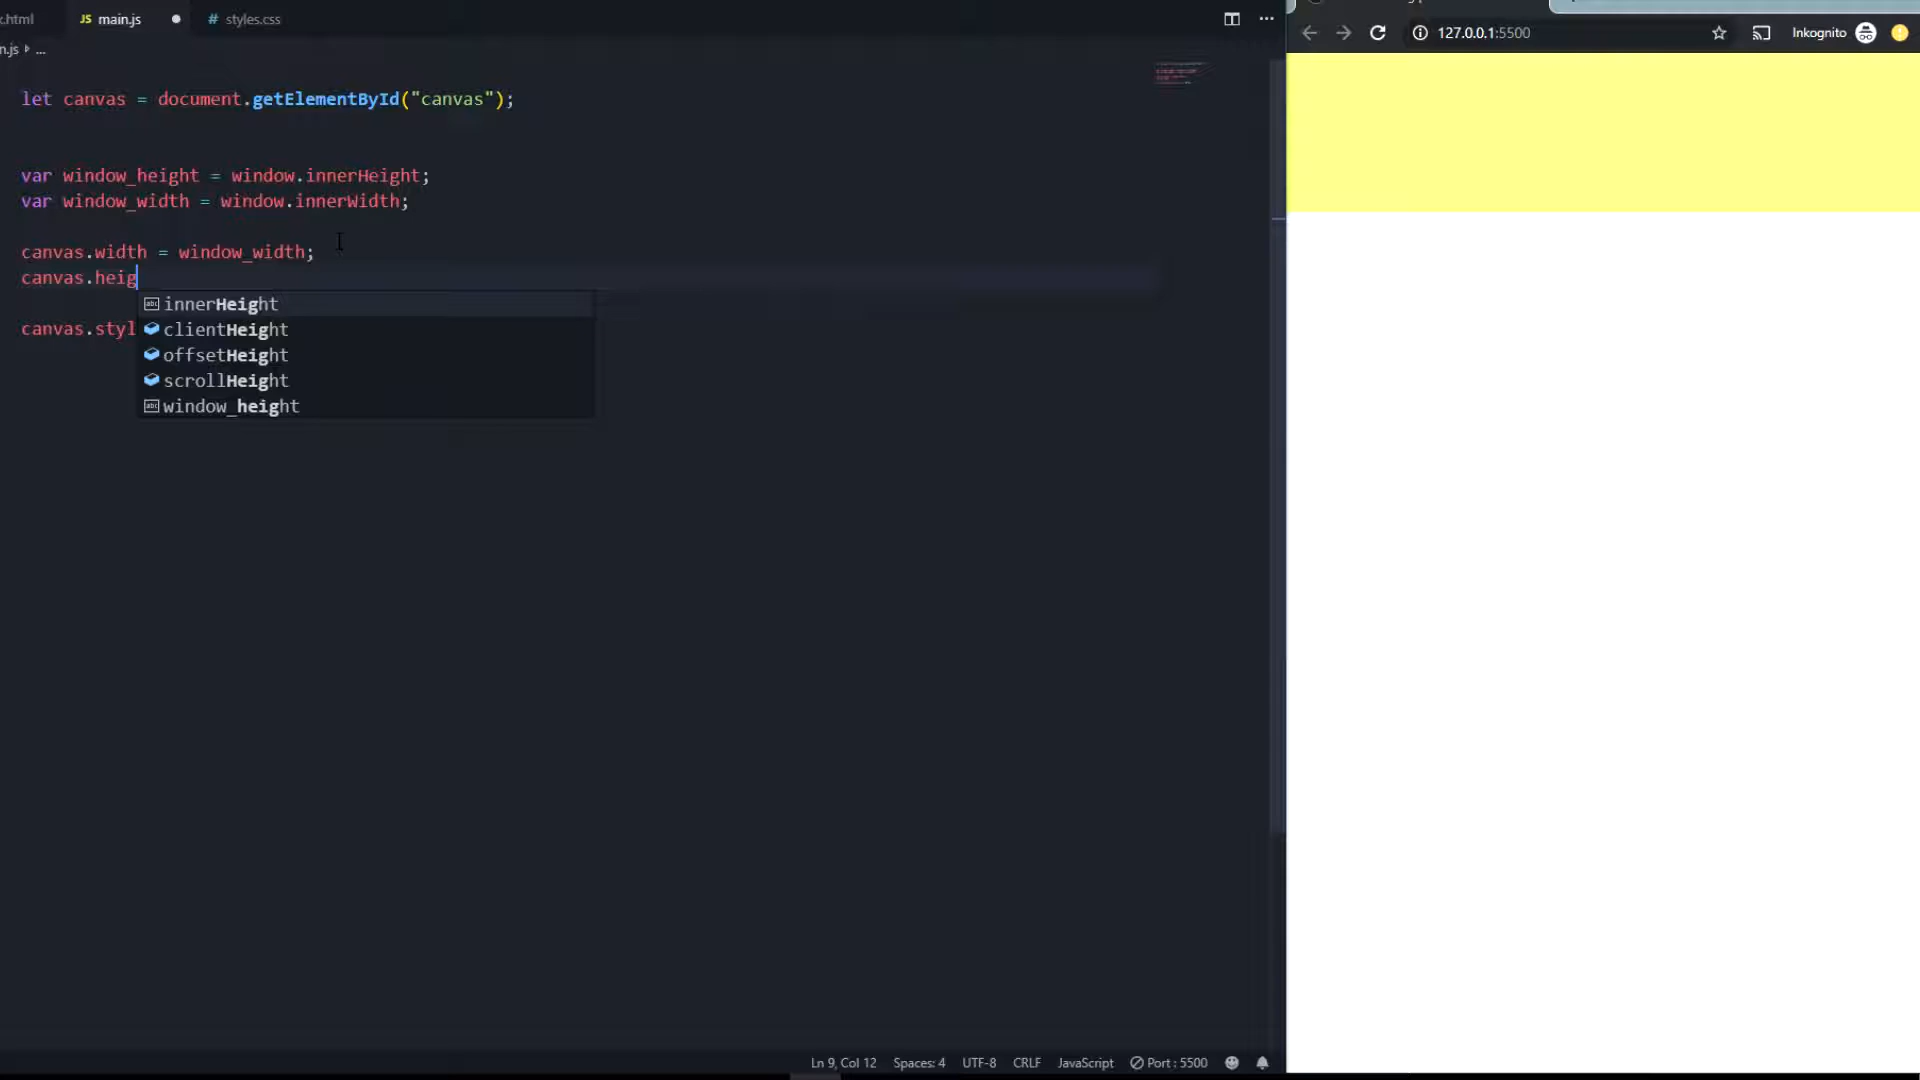 .html
JS main.js
# styles.css
n.js ...
let canvas = document.getElementById("canvas");
var window_height = window.innerHeight;
var window_width = window.innerWidth;
canvas.width = window_width;
canvas.heig
innerHeight
canvas.styl
clientHeight
offsetHeight
scrollHeight
window_height
Ln 9, Col 12
Spaces: 4
UTF-8
CRLF
JavaScript
Port : 5500
127.0.0.1:5500
Inkognito